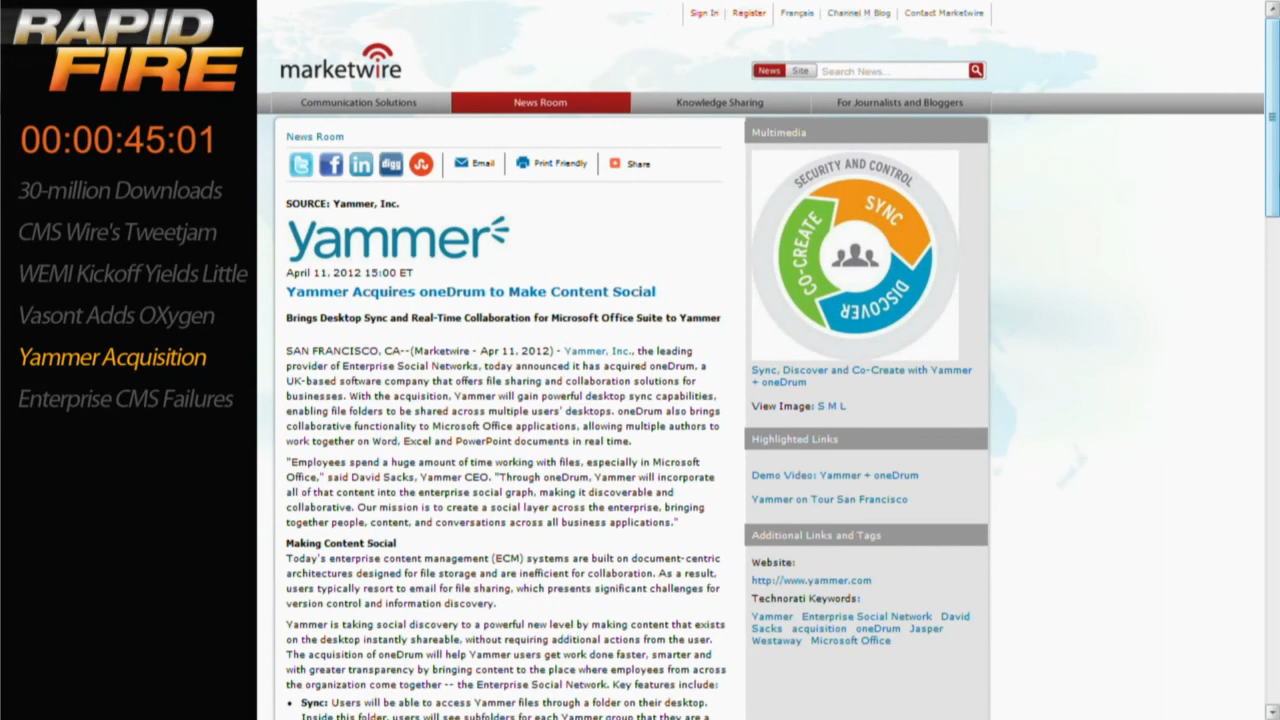 RAPID
FIRE
00:00:45:01
30-million Downloads
CMS Wire's Tweetjam
WEMI Kickoff Yields Little
Vasont Adds OXygen
Yammer Acquisition
Enterprise CMS Failures
Sign In Register Français Channel M Blog Contact Marketwire
marketwire
News Site Search News...
Communication Solutions News Room Knowledge Sharing For Journalists and Bloggers
News Room
digg Email Print Friendly Share
SOURCE: Yammer, Inc.
yammer
April 11, 2012 15:00 ET
Yammer Acquires oneDrum to Make Content Social
Brings Desktop Sync and Real-Time Collaboration for Microsoft Office Suite to Yammer
SAN FRANCISCO, CA--(Marketwire - Apr 11, 2012) - Yammer, Inc., the leading
provider of Enterprise Social Networks, today announced it has acquired oneDrum, a
UK-based software company that offers file sharing and collaboration solutions for
businesses. With the acquisition, Yammer will gain powerful desktop sync capabilities,
enabling file folders to be shared across multiple users' desktops. oneDrum also brings
collaborative functionality to Microsoft Office applications, allowing multiple authors to
work together on Word, Excel and PowerPoint documents in real time.
"Employees spend a huge amount of time working with files, especially in Microsoft
Office," said David Sacks, Yammer CEO. "Through oneDrum, Yammer will incorporate
all of that content into the enterprise social graph, making it discoverable and
collaborative. Our mission is to create a social layer across the enterprise, bringing
together people, content, and conversations across all business applications."
Making Content Social
Today's enterprise content management (ECM) systems are built on document-centric
architectures designed for file storage and are inefficient for collaboration. As a result,
users typically resort to email for file sharing, which presents significant challenges for
version control and information discovery.
Yammer is taking social discovery to a powerful new level by making content that exists
on the desktop instantly shareable, without requiring additional actions from the user.
The acquisition of oneDrum will help Yammer users get work done faster, smarter and
with greater transparency by bringing content to the place where employees from across
the organization come together -- the Enterprise Social Network. Key features include:
• Sync: Users will be able to access Yammer files through a folder on their desktop.
Inside this folder, users will see subfolders for each Yammer group that they are a
Multimedia
SECURITY AND CONTROL
SYNC
CO-CREATE
DISCOVER
Sync, Discover and Co-Create with Yammer
+ oneDrum
View Image: S M L
Highlighted Links
Demo Video: Yammer + oneDrum
Yammer on Tour San Francisco
Additional Links and Tags
Website:
http://www.yammer.com
Technorati Keywords:
Yammer Enterprise Social Network David
Sacks acquisition oneDrum Jasper
Westaway Microsoft Office